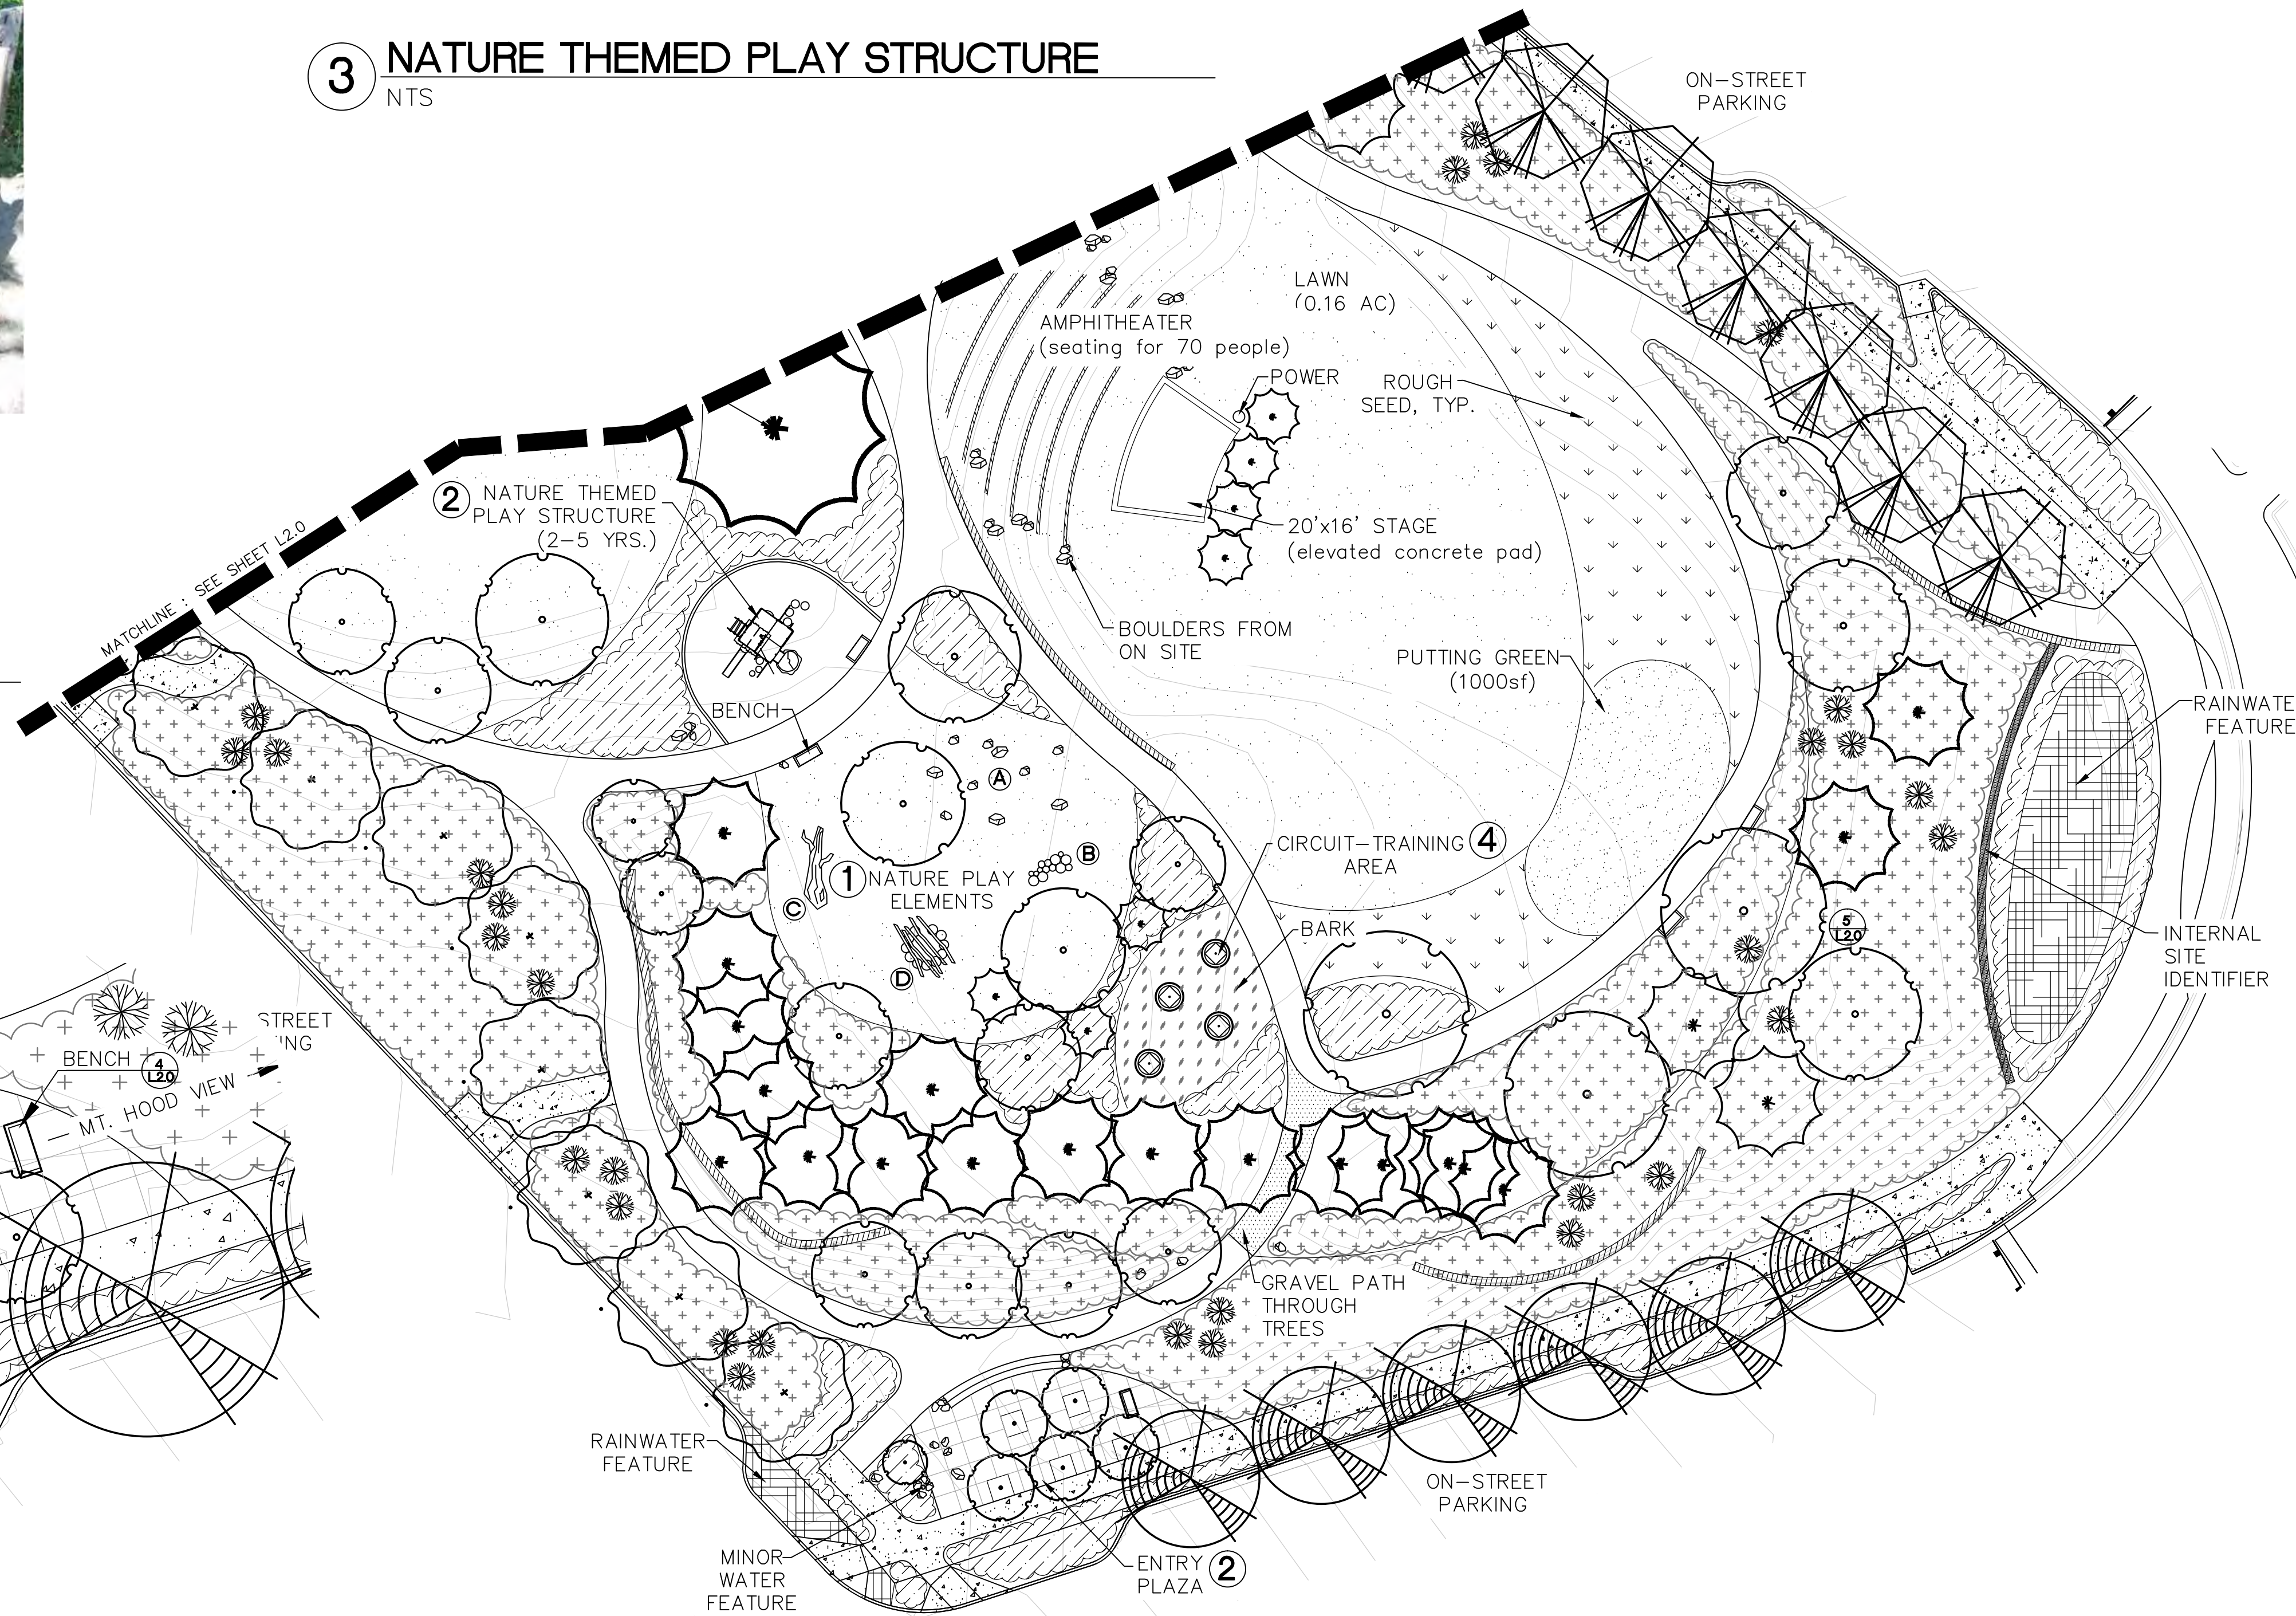 3 NATURE THEMED PLAY STRUCTURE
NTS
ON-STREET
PARKING
LAWN
(0.16 AC)
AMPHITHEATER
(seating for 70 people)
POWER
ROUGH
SEED, TYP.
2 NATURE THEMED
PLAY STRUCTURE
(2-5 YRS.)
20'x16' STAGE
(elevated concrete pad)
MATCHLINE : SEE SHEET L2.0
BOULDERS FROM
ON SITE
PUTTING GREEN
(1000sf)
BENCH
RAINWATE
FEATURE
A
CIRCUIT-TRAINING 4
AREA
B
1 NATURE PLAY
ELEMENTS
C
D
BARK
5
L2.0
INTERNAL
SITE
IDENTIFIER
STREET
BENCH 4
L2.0
MT. HOOD VIEW
GRAVEL PATH
THROUGH
TREES
RAINWATER
FEATURE
ON-STREET
PARKING
MINOR
WATER
FEATURE
ENTRY 2
PLAZA